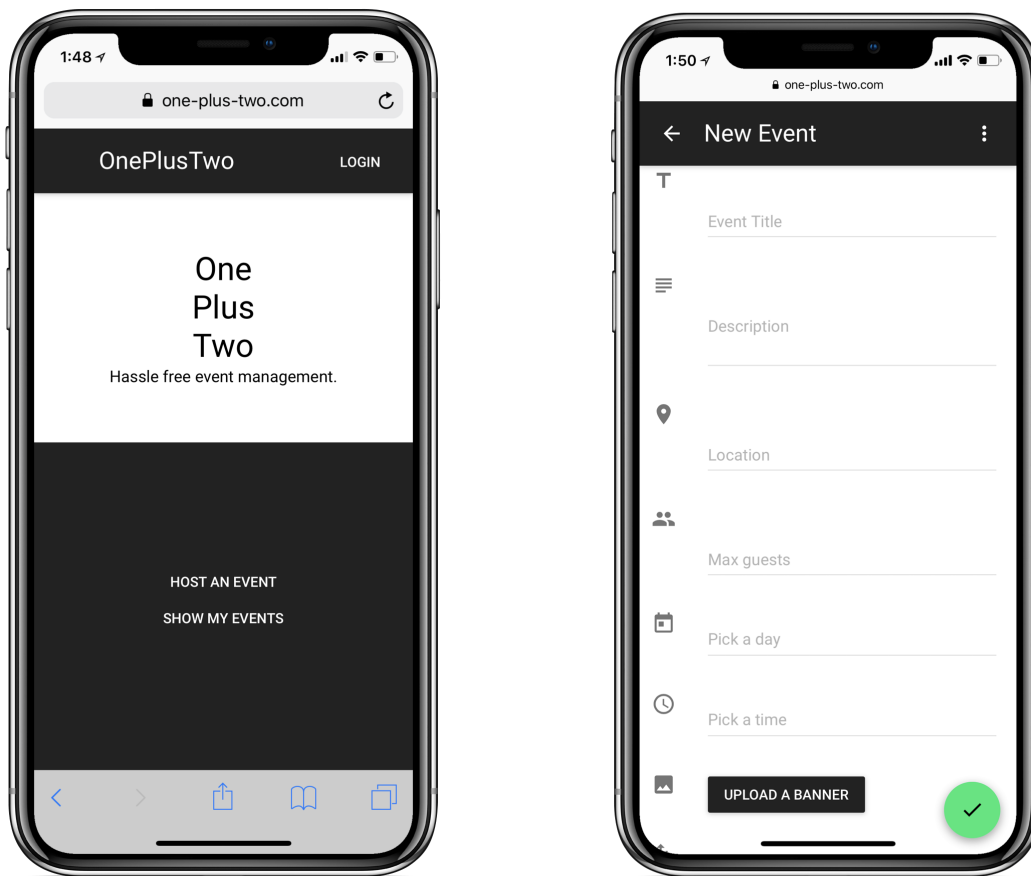 1:48
one-plus-two.com
OnePlusTwo
LOGIN
One
Plus
Two
Hassle free event management.
HOST AN EVENT
SHOW MY EVENTS
1:50
one-plus-two.com
New Event
Event Title
Description
Location
Max guests
Pick a day
Pick a time
UPLOAD A BANNER